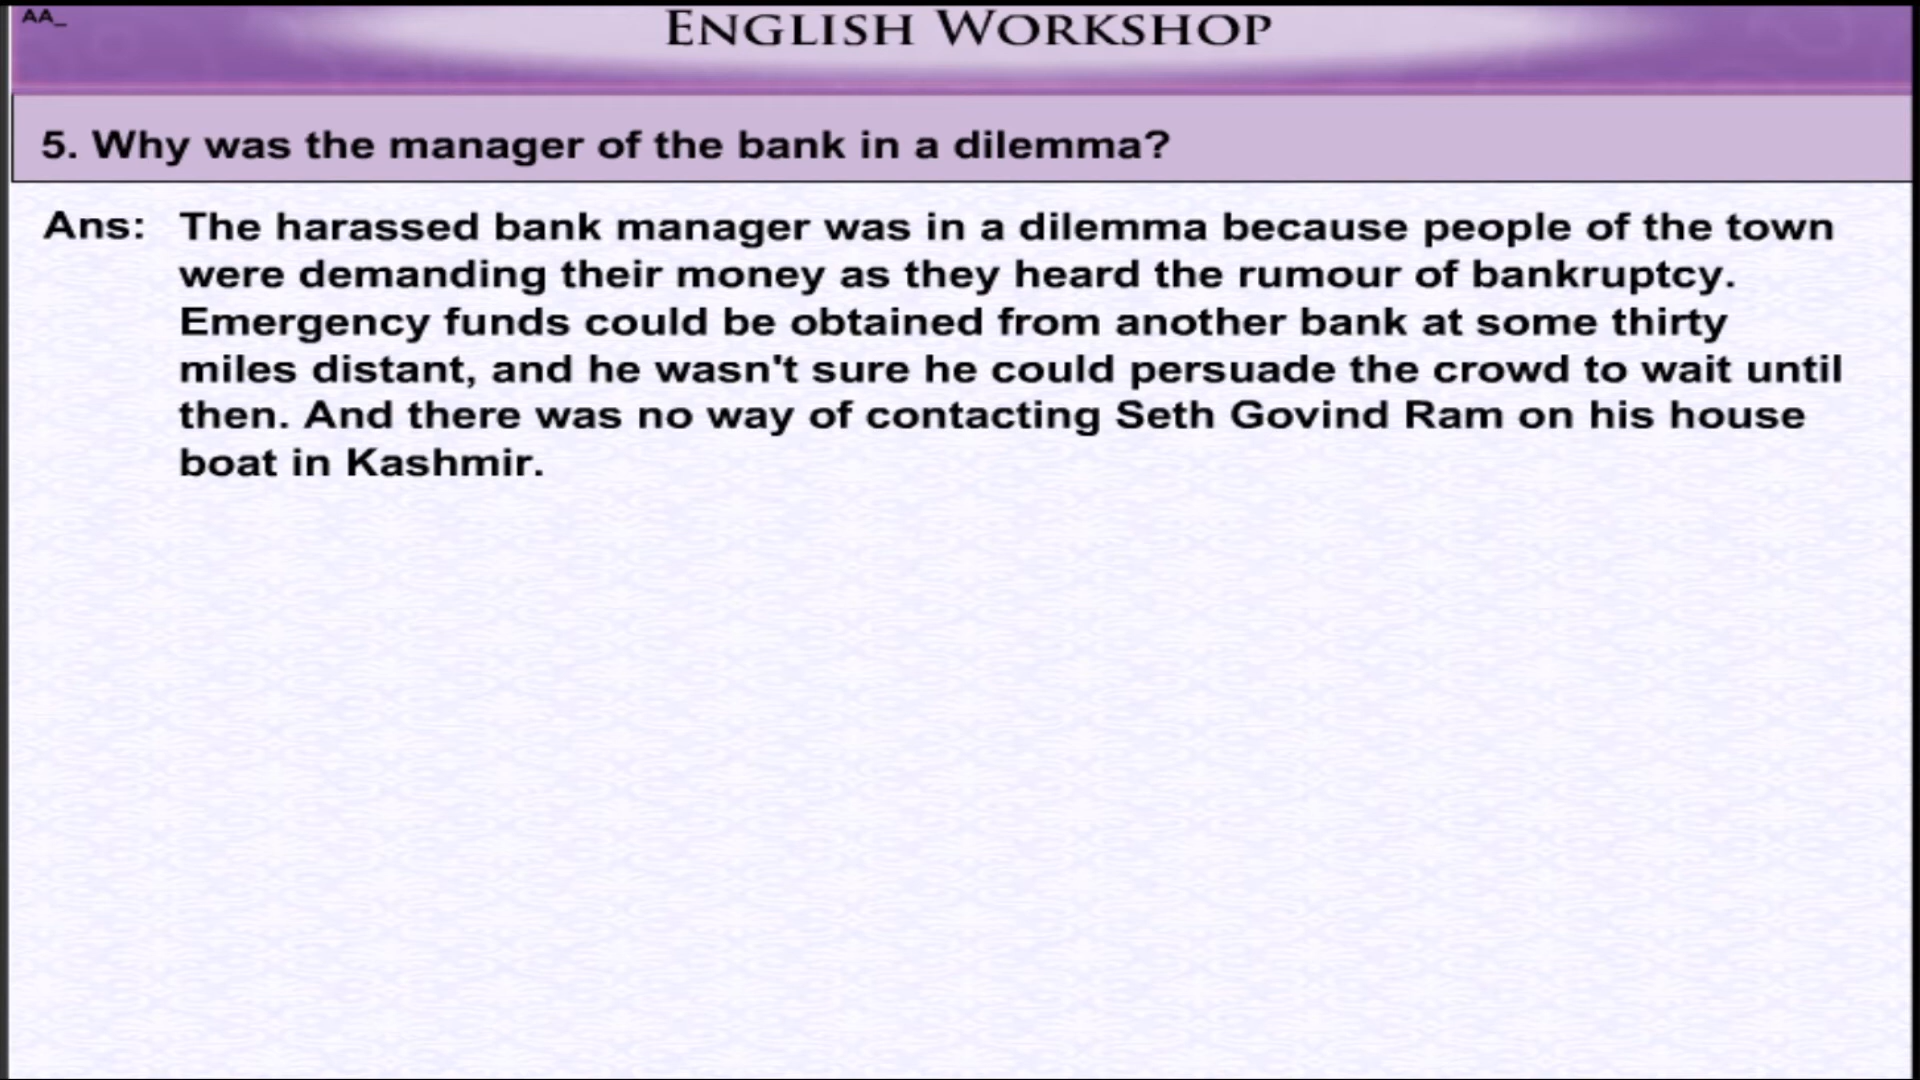 AA_
ENGLISH WORKSHOP
5. Why was the manager of the bank in a dilemma?
Ans: The harassed bank manager was in a dilemma because people of the town
were demanding their money as they heard the rumour of bankruptcy.
Emergency funds could be obtained from another bank at some thirty
miles distant, and he wasn't sure he could persuade the crowd to wait until
then. And there was no way of contacting Seth Govind Ram on his house
boat in Kashmir.